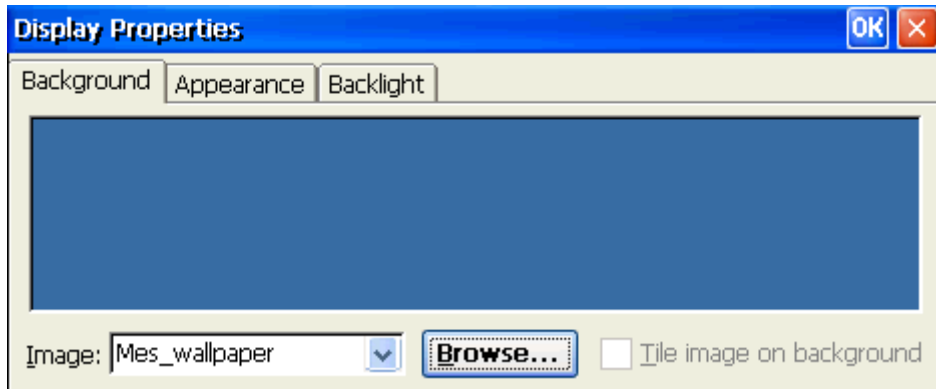 Display Properties OK
Background Appearance Backlight
Image: Mes_wallpaper Browse... Tile image on background